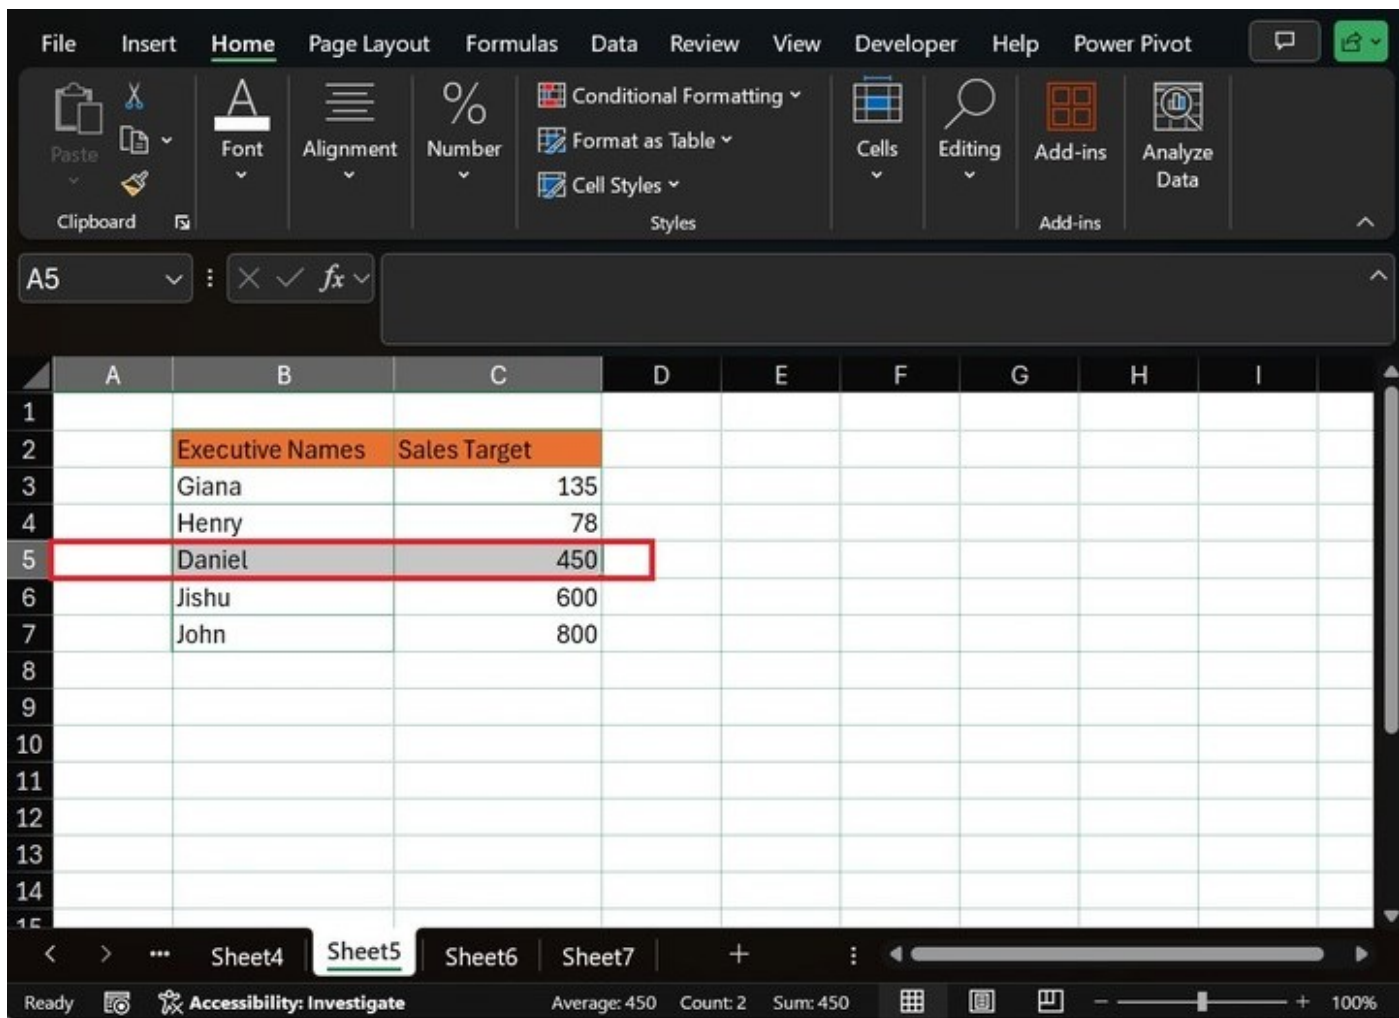 File Insert Home Page Layout Formulas Data Review View Developer Help Power Pivot
Paste
Clipboard
Font
Alignment
%
Number
Conditional Formatting
Format as Table
Cell Styles
Styles
Cells
Editing
Add-ins
Add-ins
Analyze
Data
A5 fx
A B C D E F G H I
1
2 Executive Names Sales Target
3 Giana 135
4 Henry 78
5 Daniel 450
6 Jishu 600
7 John 800
8
9
10
11
12
13
14
15
Sheet4 Sheet5 Sheet6 Sheet7
Ready Accessibility: Investigate Average: 450 Count: 2 Sum: 450 100%